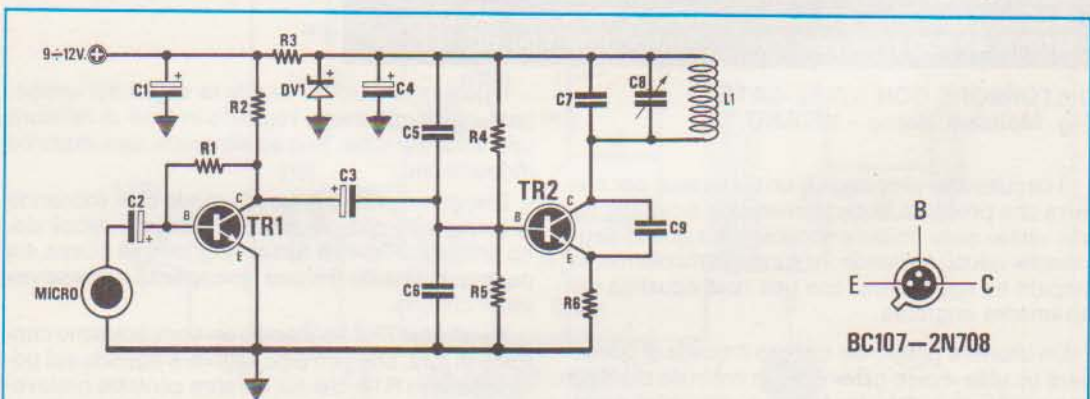 9÷12V.
R3
C1
R2
DV1
C4
R1
C2
B
C
E
TR1
MICRO
C3
C5
C6
R4
R5
TR2
B
C
E
R6
C7
C8
L1
C9
B
E
C
BC107—2N708